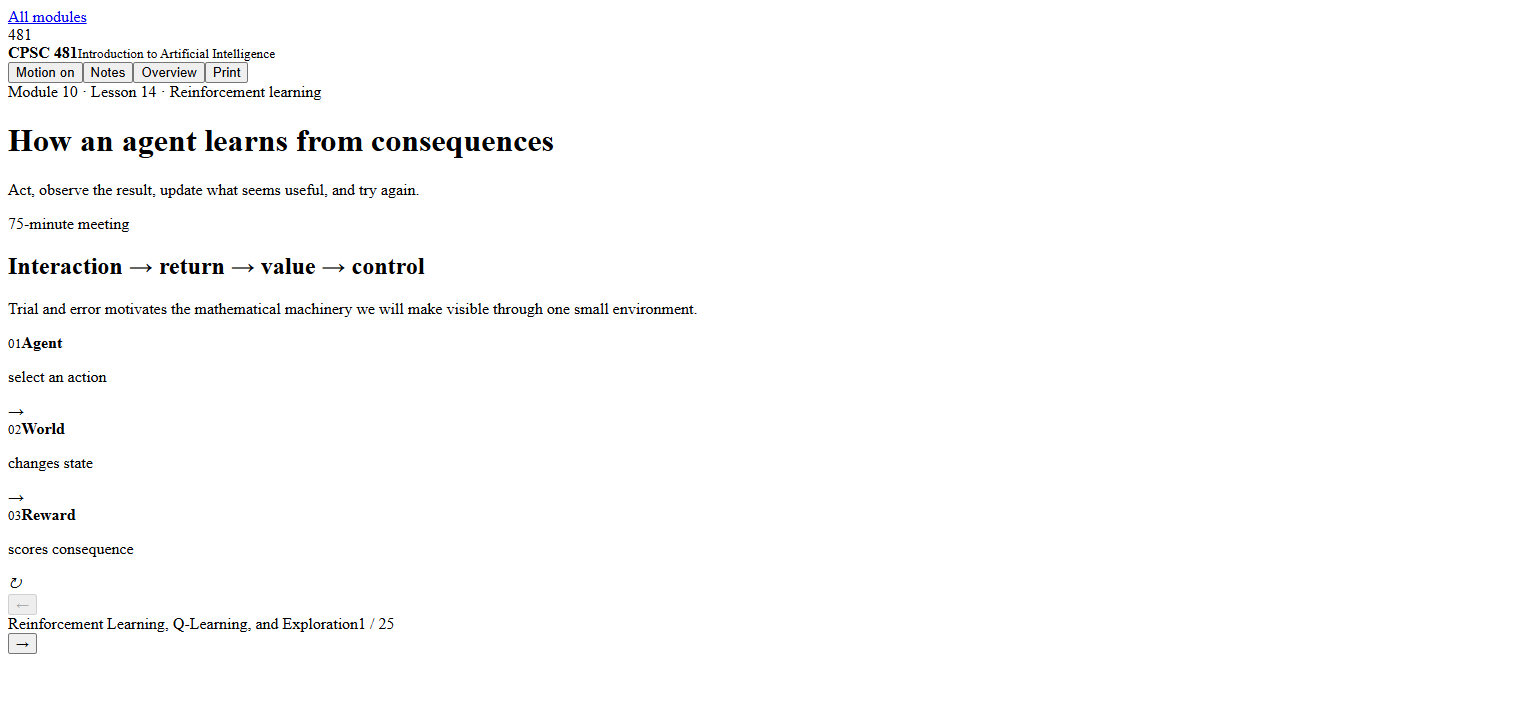 All modules
481
CPSC 481Introduction to Artificial Intelligence
Motion on Notes Overview Print
Module 10 · Lesson 14 · Reinforcement learning
How an agent learns from consequences
Act, observe the result, update what seems useful, and try again.
75-minute meeting
Interaction → return → value → control
Trial and error motivates the mathematical machinery we will make visible through one small environment.
01Agent
select an action
→
02World
changes state
→
03Reward
scores consequence
↻
←
Reinforcement Learning, Q-Learning, and Exploration1 / 25
→